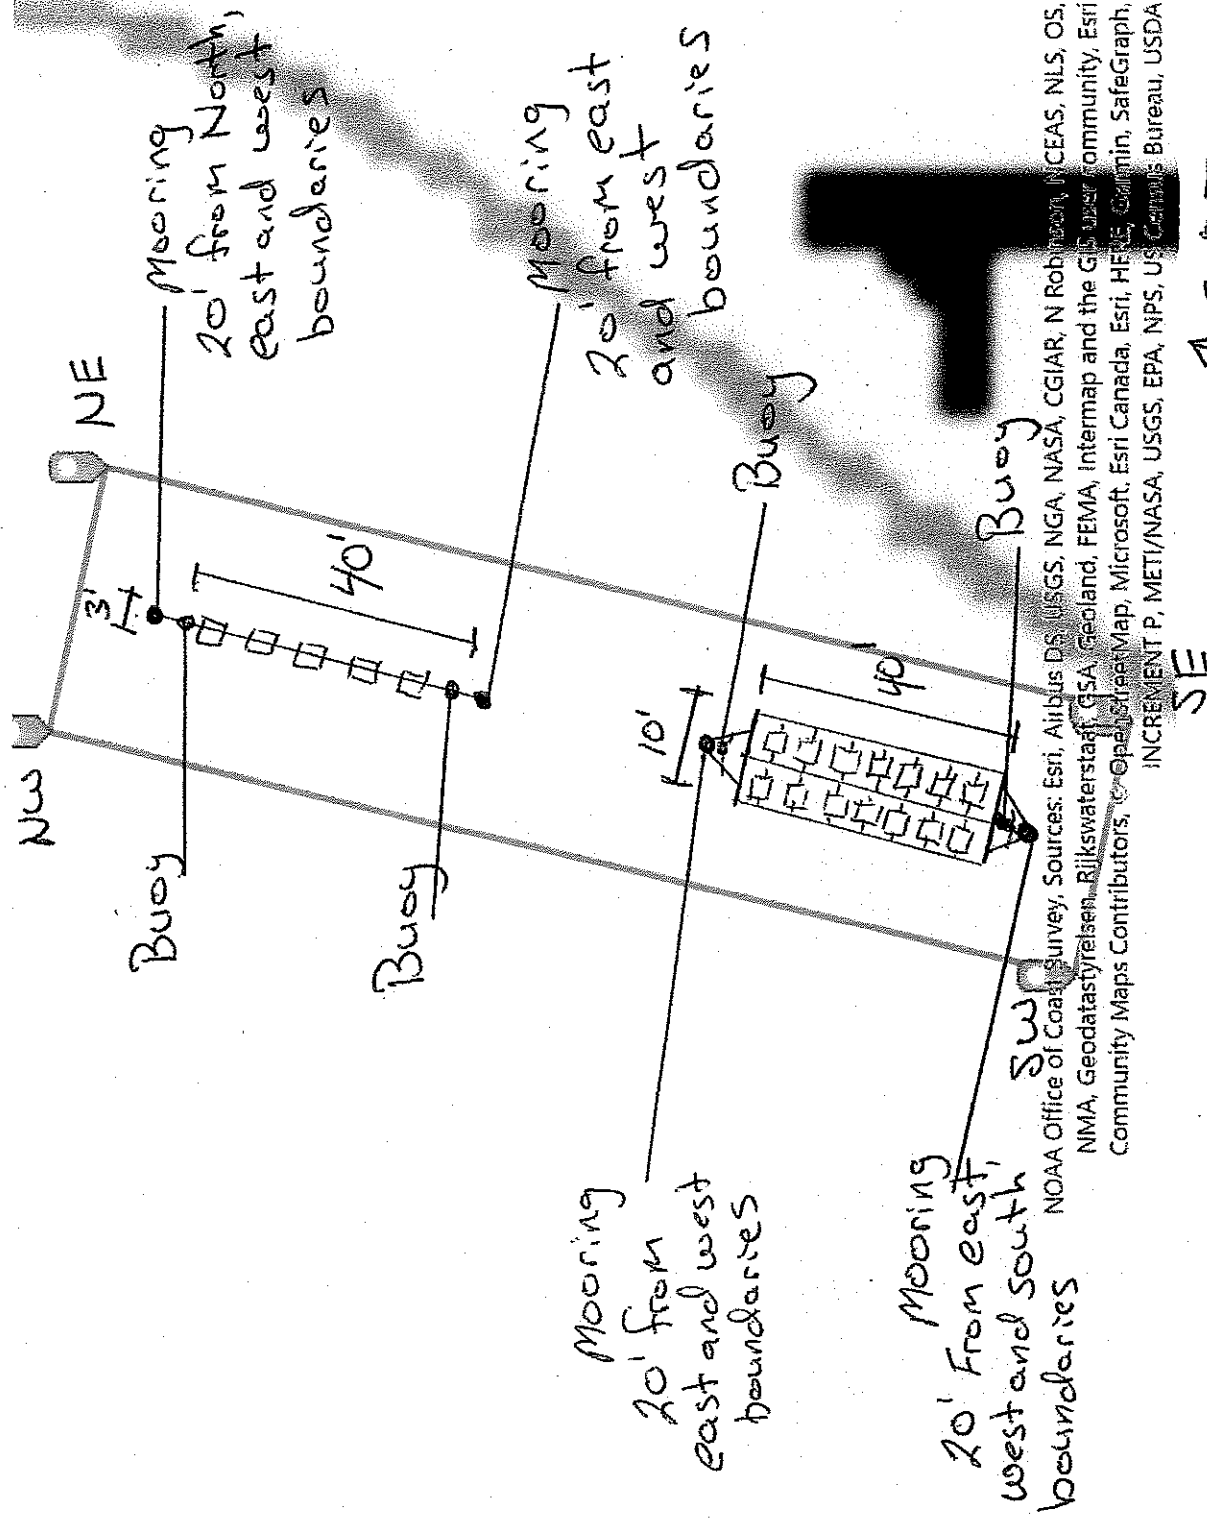 NW
NE
3'
Mooring
20' from North,
east and west
boundaries
Buoy
40'
Buoy
Mooring
20' from east
and west
boundaries
10'
Buoy
40'
Mooring
20' from
east and west
boundaries
Buoy
Mooring
20' From east,
west and south
boundaries
SW
SE
NOAA Office of Coast Survey, Sources: Esri, Airbus DS, USGS, NGA, NASA, CGIAR, N Robinson, NCEAS, NLS, OS,
NMA, Geodatastyrelsen, Rijkswaterstaat, GSA, Geoland, FEMA, Intermap and the GIS user community, Esri
Community Maps Contributors, © OpenStreetMap, Microsoft, Esri Canada, Esri, HERE, Garmin, SafeGraph,
INCREMENT P, METI/NASA, USGS, EPA, NPS, US Census Bureau, USDA